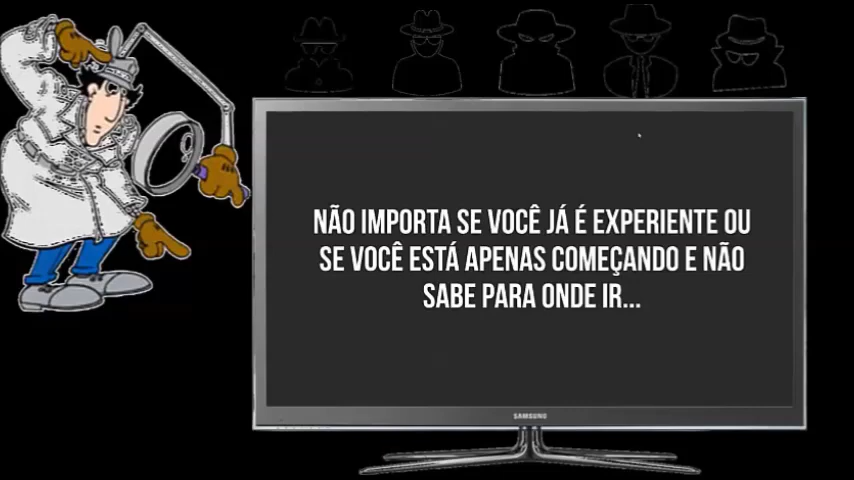 NÃO IMPORTA SE VOCÊ JÁ É EXPERIENTE OU
SE VOCÊ ESTÁ APENAS COMEÇANDO E NÃO
SABE PARA ONDE IR...
SAMSUNG